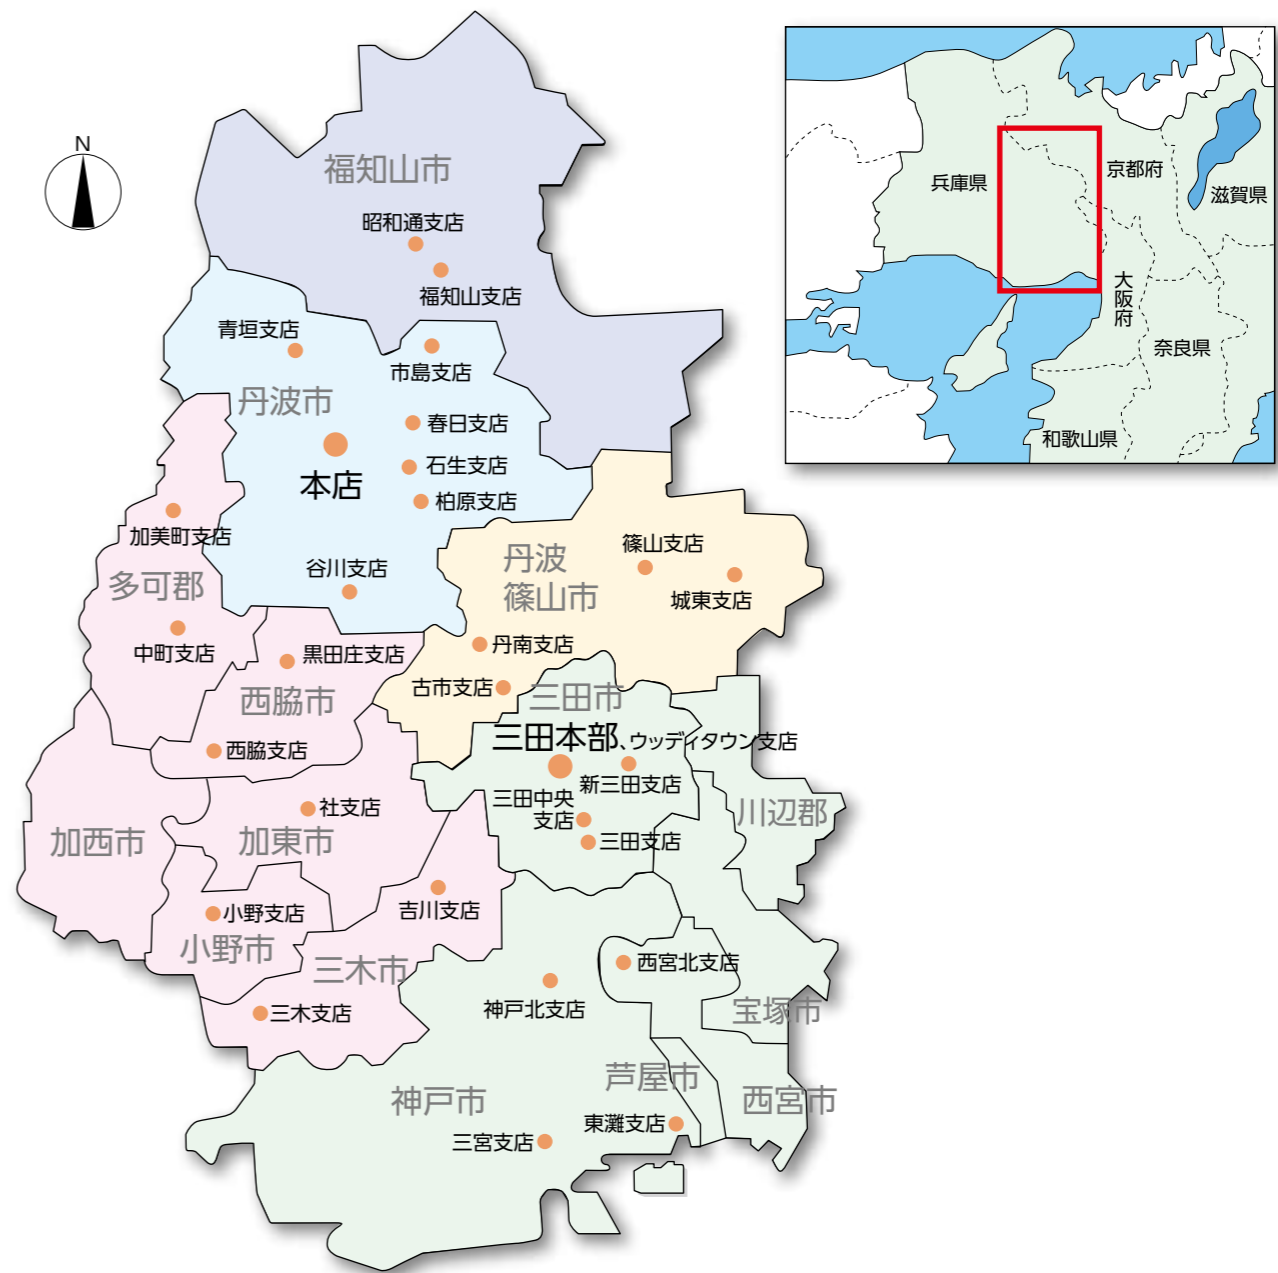 N
福知山市
昭和通支店
福知山支店
青垣支店
市島支店
丹波市
春日支店
本店
石生支店
柏原支店
加美町支店
谷川支店
多可郡
中町支店
丹波
篠山市
篠山支店
城東支店
丹南支店
古市支店
黒田庄支店
西脇市
西脇支店
三田市
三田本部、ウッディタウン支店
新三田支店
三田中央
支店
三田支店
川辺郡
社支店
加東市
加西市
吉川支店
小野支店
小野市
三木市
三木支店
西宮北支店
神戸北支店
宝塚市
芦屋市
神戸市
西宮市
東灘支店
三宮支店
兵庫県
京都府
滋賀県
大阪府
奈良県
和歌山県